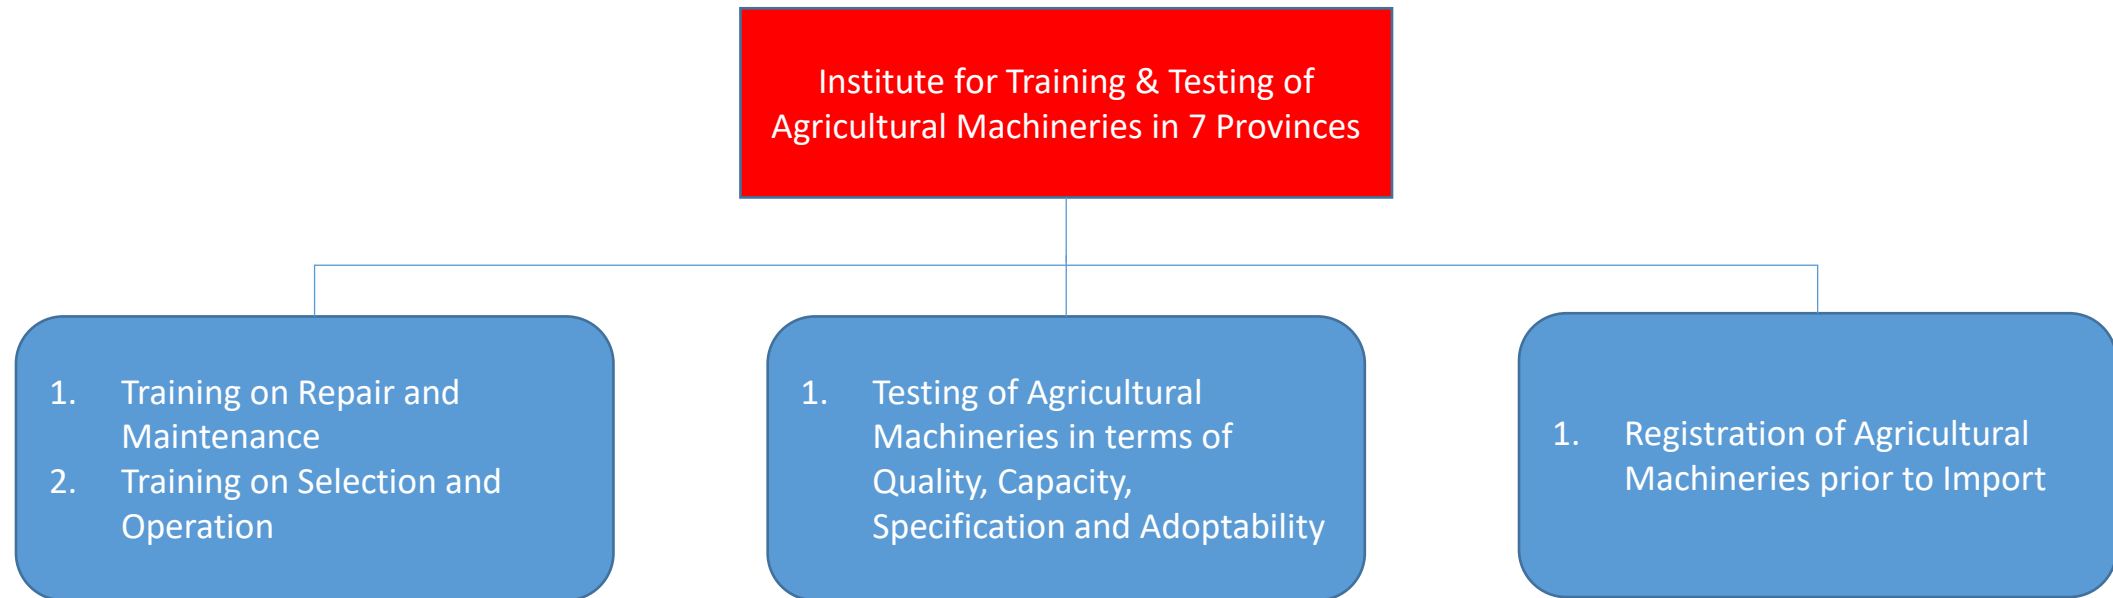 Institute for Training & Testing of
Agricultural Machineries in 7 Provinces
1. Training on Repair and
Maintenance
2. Training on Selection and
Operation
1. Testing of Agricultural
Machineries in terms of
Quality, Capacity,
Specification and Adoptability
1. Registration of Agricultural
Machineries prior to Import